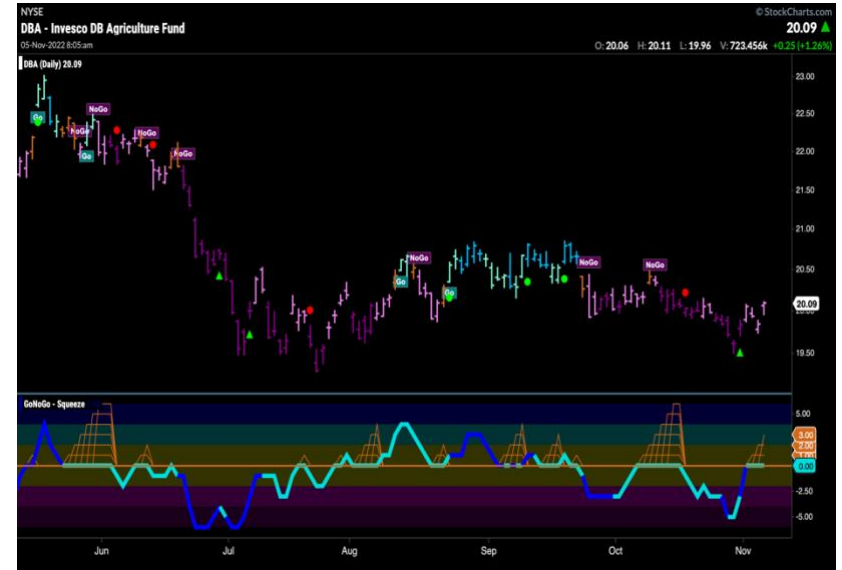 NYSE
© StockCharts.com
DBA - Invesco DB Agriculture Fund
20.09
05-Nov-2022 8:05am
O: 20.06 H: 20.11 L: 19.96 V: 723.456k +0.25 (+1.26%)
DBA (Daily) 20.09
23.00
Go
NoGo
NoGo
22.50
NoGo
Go
NoGo
22.00
21.50
21.00
NoGo
NoGo
NoGo
20.50
Go
Go
20.09
19.50
GoNoGo - Squeeze
5.00
3.00
2.00
0.00
-2.50
-5.00
Jun Jul Aug Sep Oct Nov